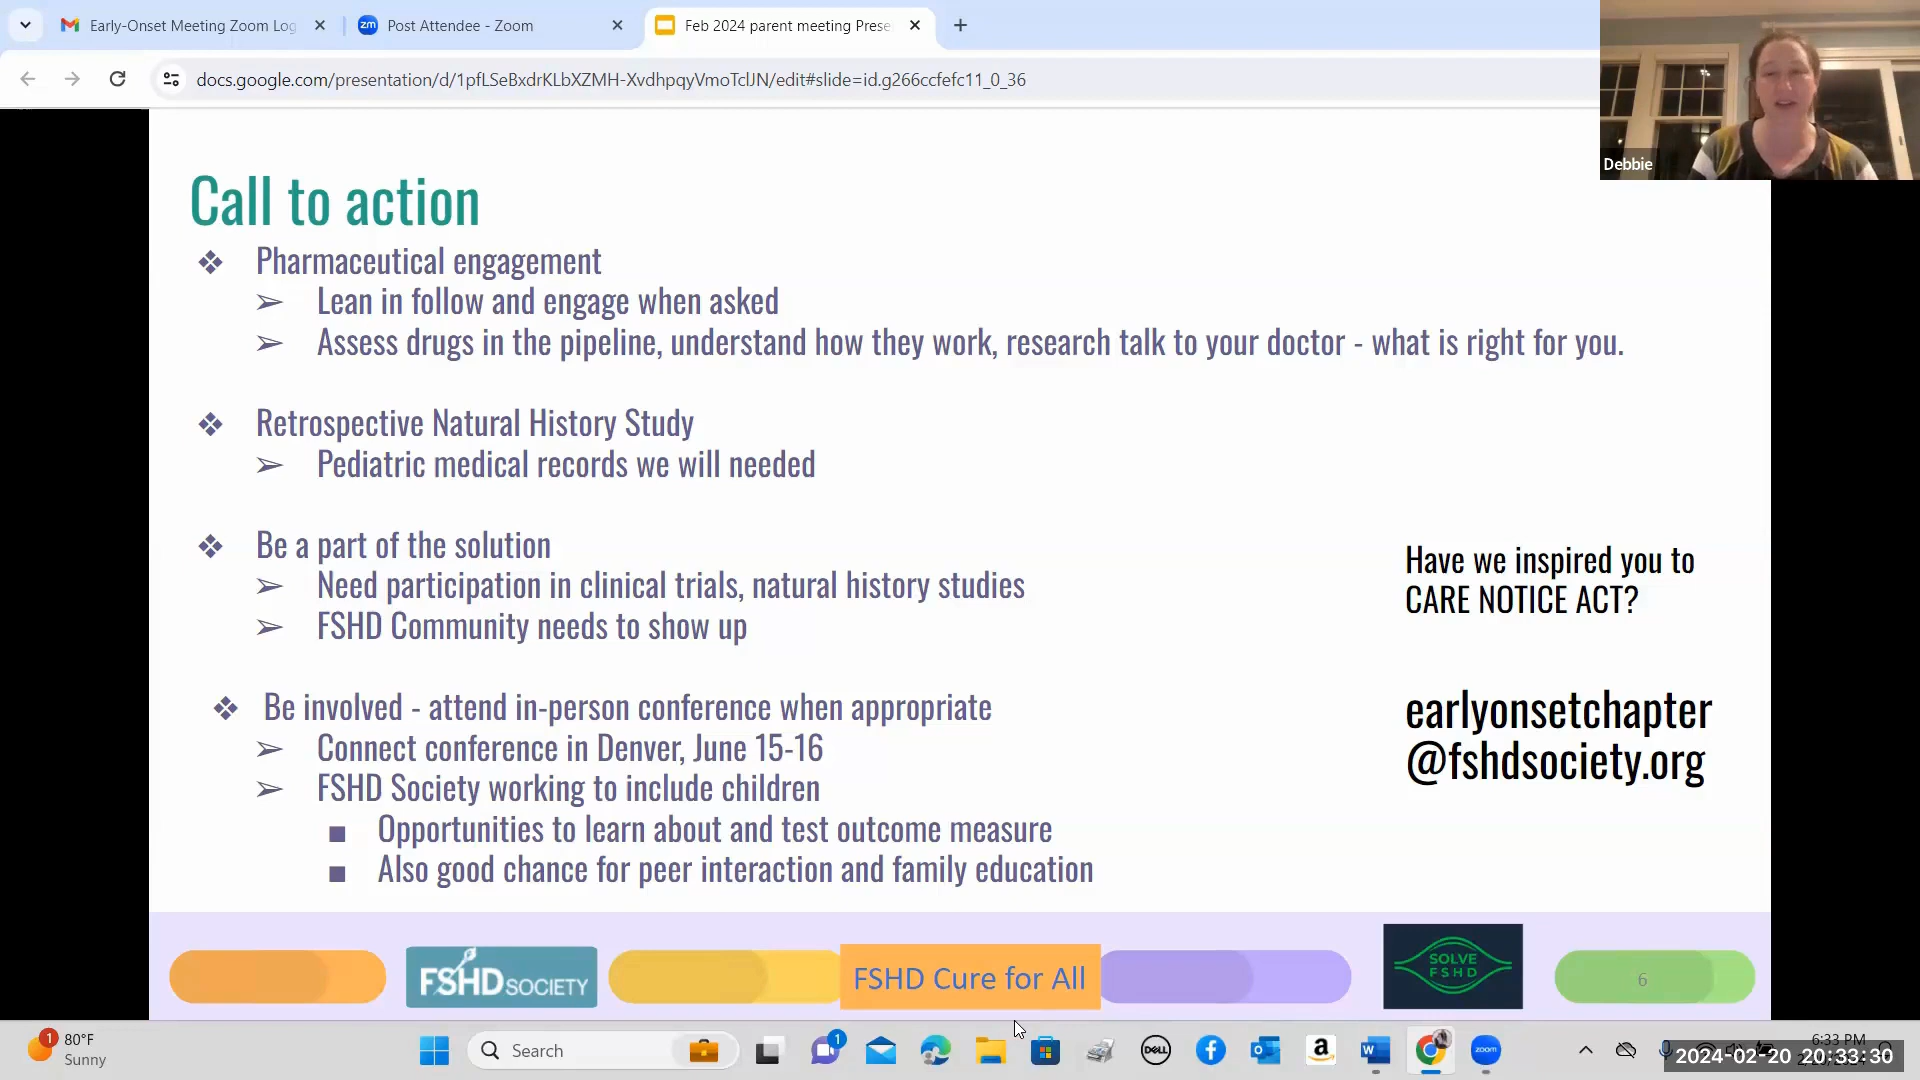 Early-Onset Meeting Zoom Log
Post Attendee - Zoom
Feb 2024 parent meeting Prese
docs.google.com/presentation/d/1pfLSeBxdrKLbXZMH-XvdhpqyVmoTclJN/edit#slide=id.g266ccfefc11_0_36
Debbie
Call to action
Pharmaceutical engagement
Lean in follow and engage when asked
Assess drugs in the pipeline, understand how they work, research talk to your doctor - what is right for you.
Retrospective Natural History Study
Pediatric medical records we will needed
Be a part of the solution
Need participation in clinical trials, natural history studies
FSHD Community needs to show up
Be involved - attend in-person conference when appropriate
Connect conference in Denver, June 15-16
FSHD Society working to include children
Opportunities to learn about and test outcome measure
Also good chance for peer interaction and family education
Have we inspired you to
CARE NOTICE ACT?
earlyonsetchapter
@fshdsociety.org
FSHD SOCIETY
FSHD Cure for All
SOLVE
FSHD
6
1
80°F
Sunny
Search
1
DELL
zoom
6:33 PM
2024-02-20 20:33:30